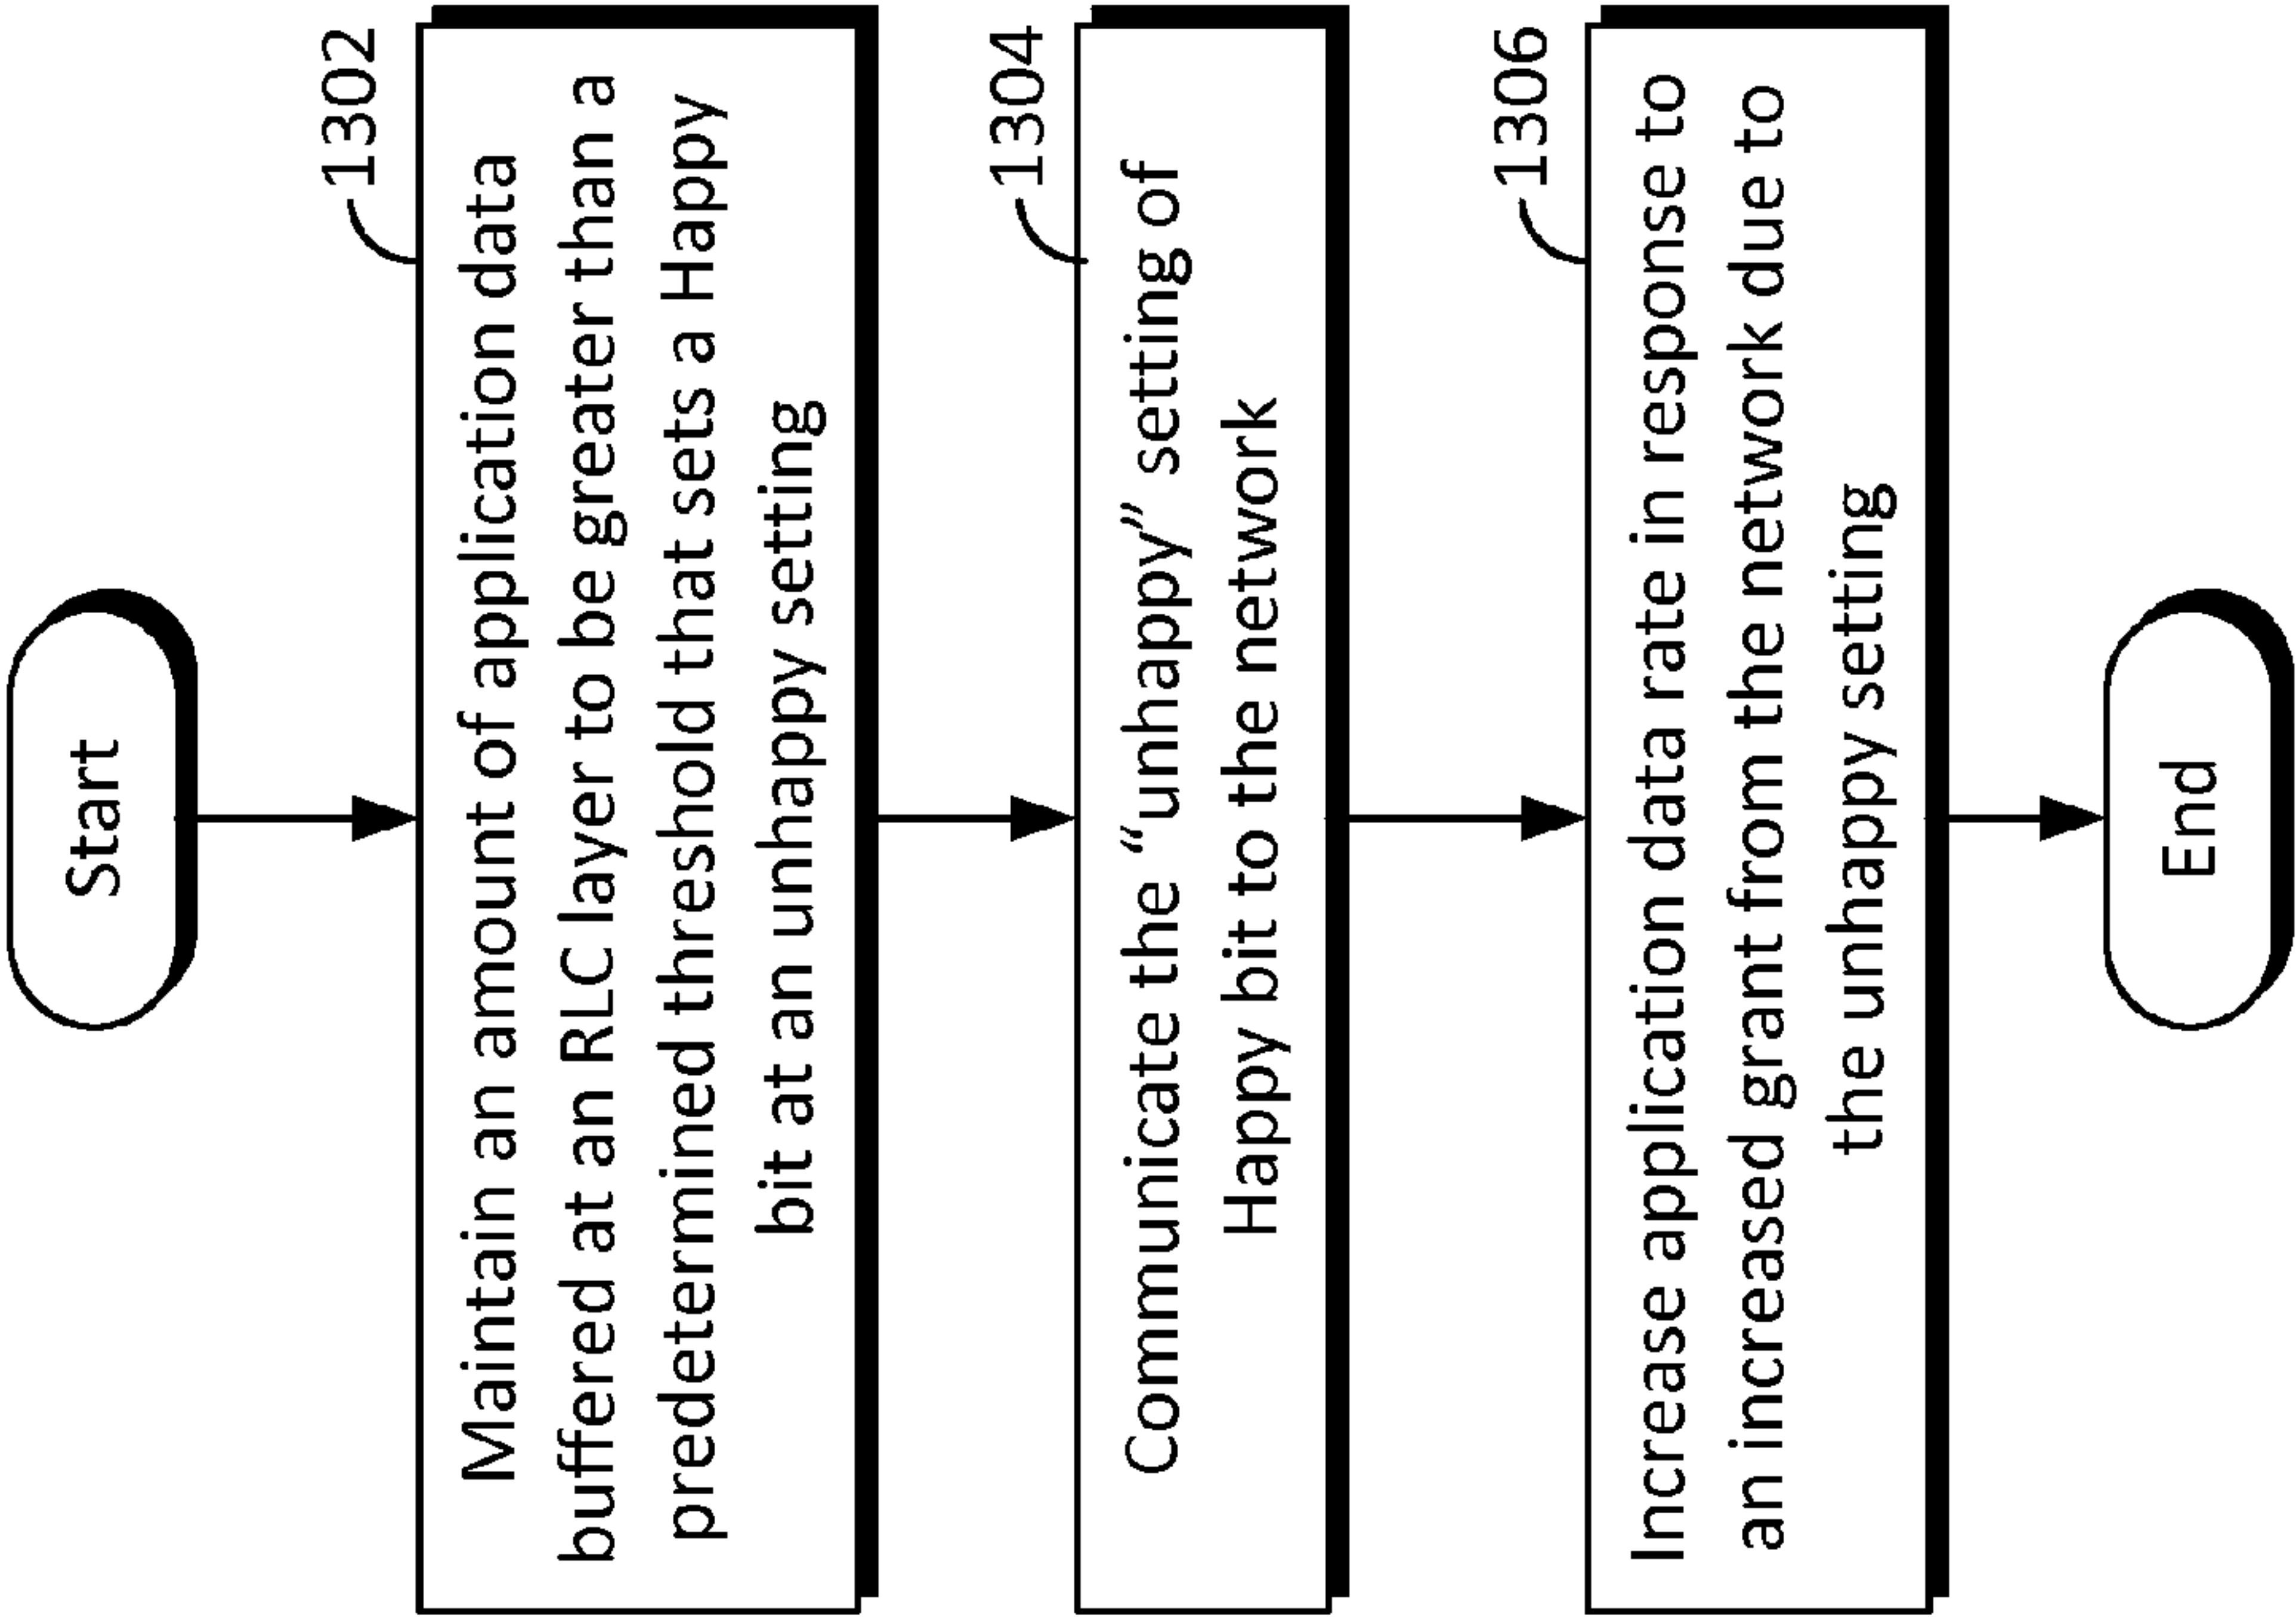 Start
1302
Maintain an amount of application data
buffered at an RLC layer to be greater than a
predetermined threshold that sets a Happy
bit at an unhappy setting
1304
Communicate the “unhappy” setting of
Happy bit to the network
1306
Increase application data rate in response to
an increased grant from the network due to
the unhappy setting
End